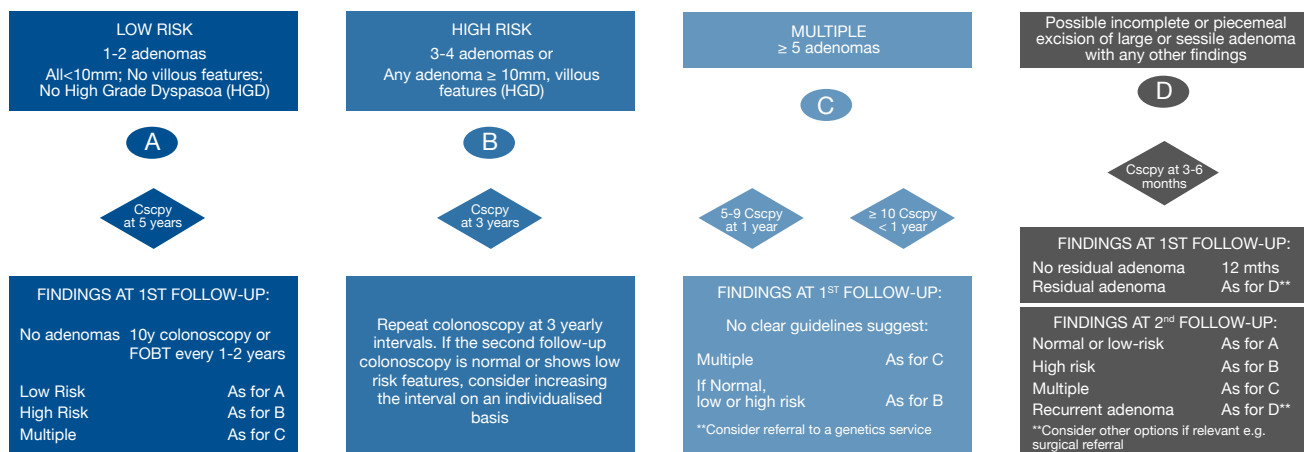 LOW RISK
1-2 adenomas
All<10mm; No villous features;
No High Grade Dyspasoa (HGD)
A
Cscpy
at 5 years
FINDINGS AT 1ST FOLLOW-UP:
No adenomas 10y colonoscopy or
FOBT every 1-2 years
Low Risk As for A
High Risk As for B
Multiple As for C
HIGH RISK
3-4 adenomas or
Any adenoma ≥ 10mm, villous
features (HGD)
B
Cscpy
at 3 years
Repeat colonoscopy at 3 yearly
intervals. If the second follow-up
colonoscopy is normal or shows low
risk features, consider increasing
the interval on an individualised
basis
MULTIPLE
≥ 5 adenomas
C
5-9 Cscpy
at 1 year
≥ 10 Cscpy
< 1 year
FINDINGS AT 1ST FOLLOW-UP:
No clear guidelines suggest:
Multiple As for C
If Normal,
low or high risk As for B
**Consider referral to a genetics service
Possible incomplete or piecemeal
excision of large or sessile adenoma
with any other findings
D
Cscpy at 3-6
months
FINDINGS AT 1ST FOLLOW-UP:
No residual adenoma 12 mths
Residual adenoma As for D**
FINDINGS AT 2nd FOLLOW-UP:
Normal or low-risk As for A
High risk As for B
Multiple As for C
Recurrent adenoma As for D**
**Consider other options if relevant e.g.
surgical referral